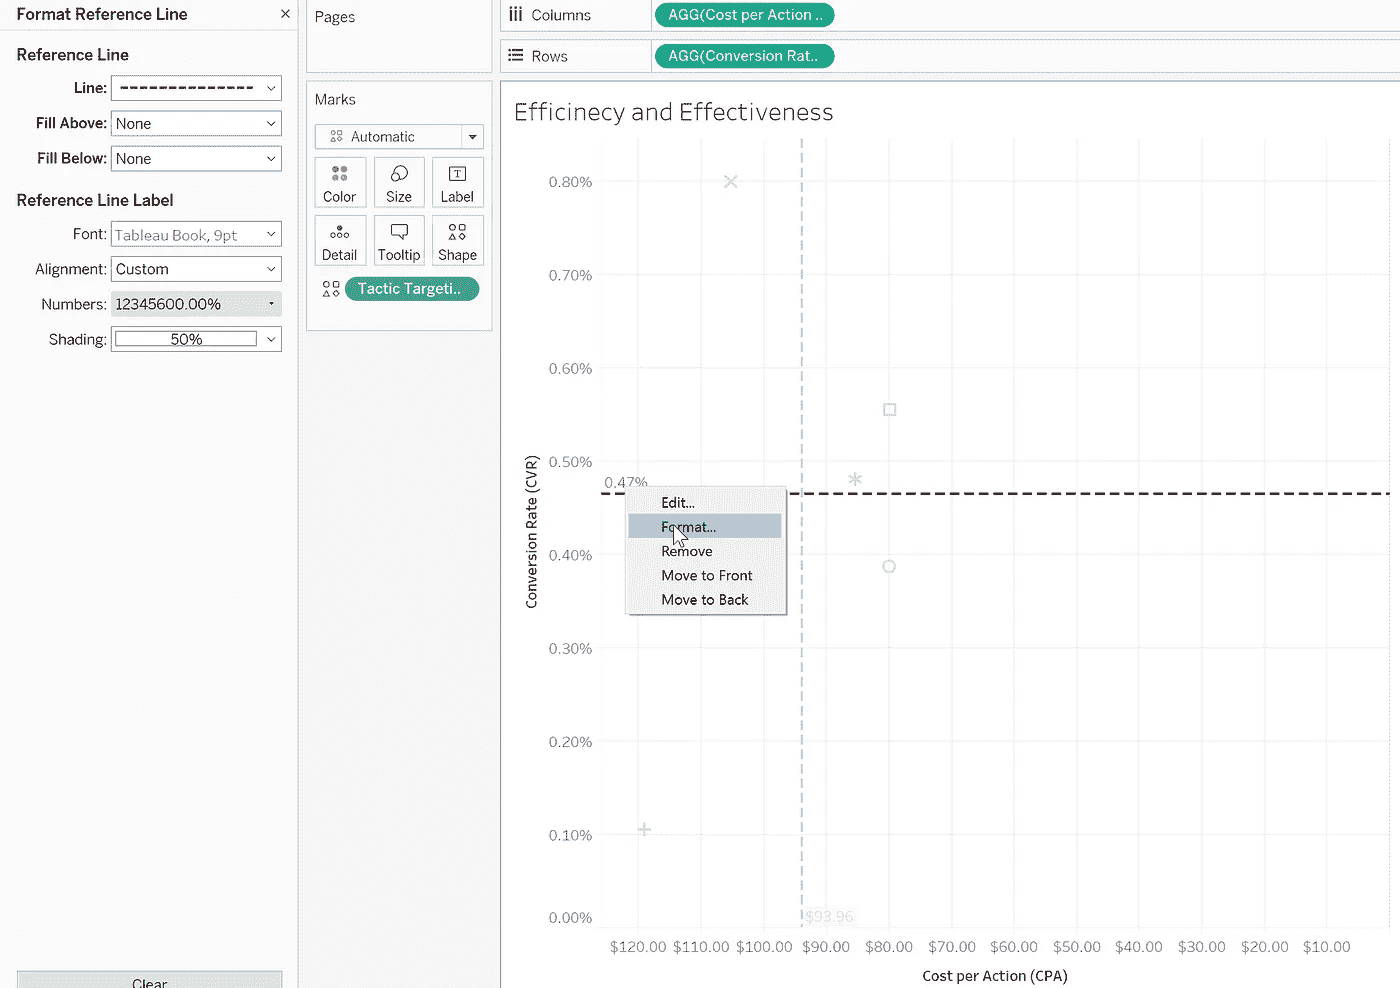 Format Reference Line
Reference Line
Line:
Fill Above: None
Fill Below: None
Reference Line Label
Font: Tableau Book, 9pt
Alignment: Custom
Numbers: 12345600.00%
Shading: 50%
Clear
Pages
Marks
Automatic
Color Size Label
Detail Tooltip Shape
Tactic Targeti..
Columns AGG(Cost per Action ..
Rows AGG(Conversion Rat..
Efficinecy and Effectiveness
Conversion Rate (CVR)
0.80%
0.70%
0.60%
0.50%
0.47%
Edit...
Format...
Remove
Move to Front
Move to Back
0.40%
0.30%
0.20%
0.10%
0.00%
$93.96
$120.00 $110.00 $100.00 $90.00 $80.00 $70.00 $60.00 $50.00 $40.00 $30.00 $20.00 $10.00
Cost per Action (CPA)